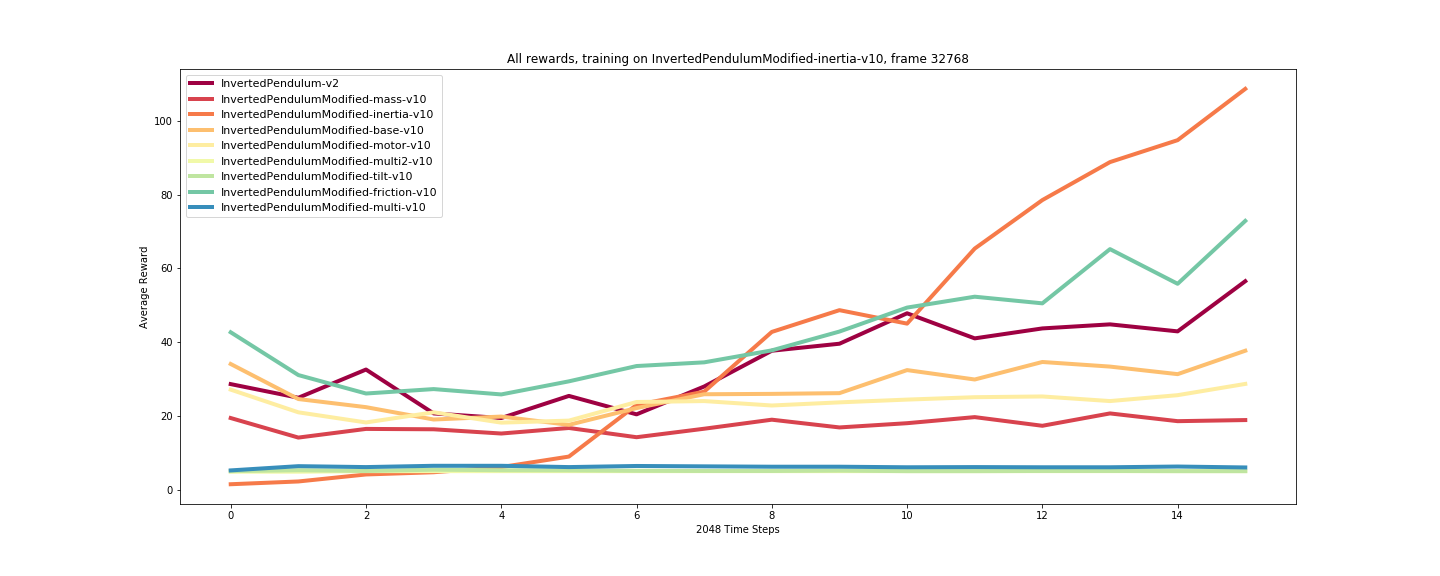 All rewards, training on InvertedPendulumModified-inertia-v10, frame 32768
InvertedPendulum-v2
InvertedPendulumModified-mass-v10
InvertedPendulumModified-inertia-v10
InvertedPendulumModified-base-v10
InvertedPendulumModified-motor-v10
InvertedPendulumModified-multi2-v10
InvertedPendulumModified-tilt-v10
InvertedPendulumModified-friction-v10
InvertedPendulumModified-multi-v10
Average Reward
100
80
60
40
20
0
0 2 4 6 8 10 12 14
2048 Time Steps